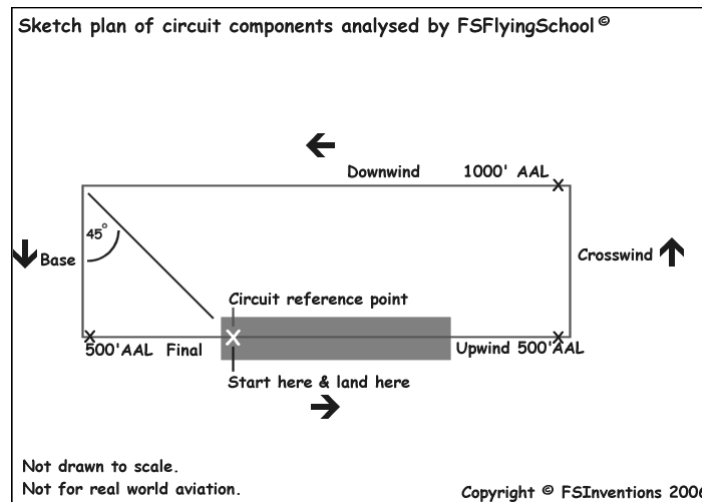 Sketch plan of circuit components analysed by FSFlyingSchool ©
Downwind 1000' AAL
45°
Base
Crosswind
Circuit reference point
500'AAL Final
Upwind 500'AAL
Start here & land here
Not drawn to scale.
Not for real world aviation.
Copyright © FSInventions 2006